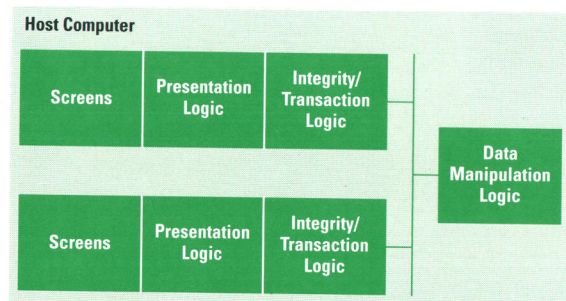 Host Computer
Screens
Presentation
Logic
Integrity/
Transaction
Logic
Data
Manipulation
Logic
Screens
Presentation
Logic
Integrity/
Transaction
Logic